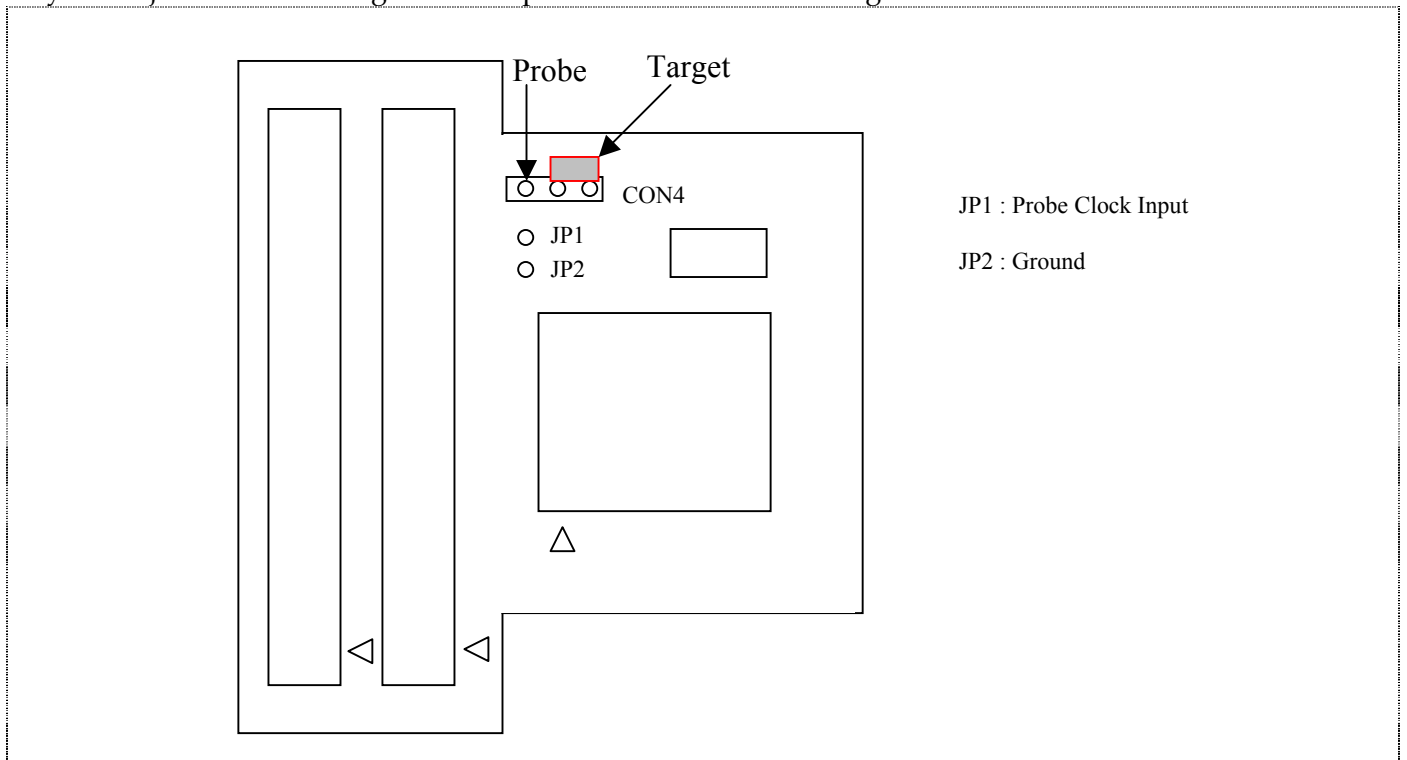 Probe
Target
CON4
JP1
JP2
JP1 : Probe Clock Input
JP2 : Ground